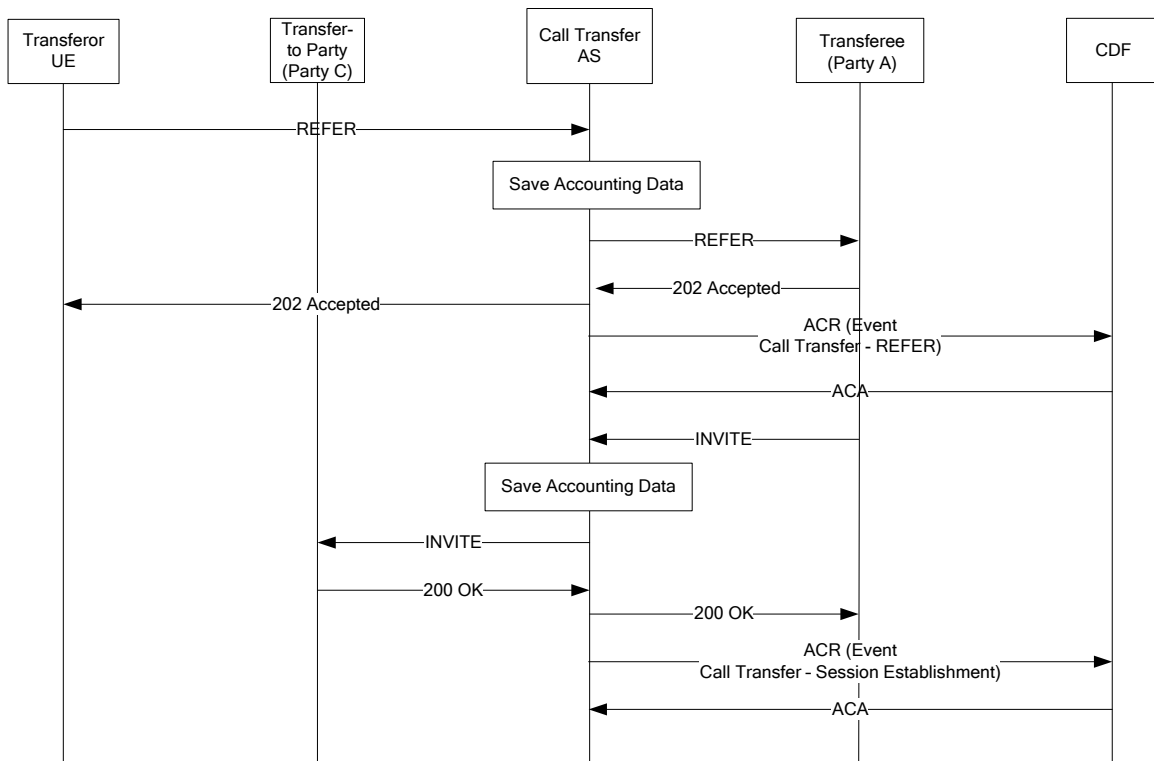 Transferor
UE
Transfer-
to Party
(Party C)
Call Transfer
AS
Transferee
(Party A)
CDF
REFER
Save Accounting Data
REFER
202 Accepted
202 Accepted
ACR (Event
Call Transfer - REFER)
ACA
INVITE
Save Accounting Data
INVITE
200 OK
200 OK
ACR (Event
Call Transfer - Session Establishment)
ACA